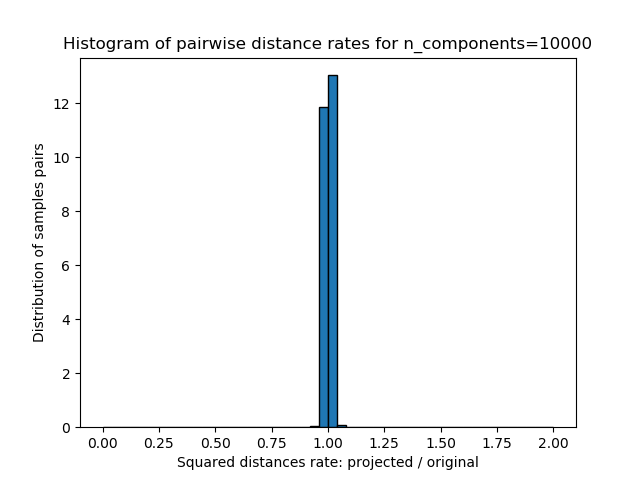 Histogram of pairwise distance rates for n_components=10000
Distribution of samples pairs
12
10
8
6
4
2
0
0.00 0.25 0.50 0.75 1.00 1.25 1.50 1.75 2.00
Squared distances rate: projected / original